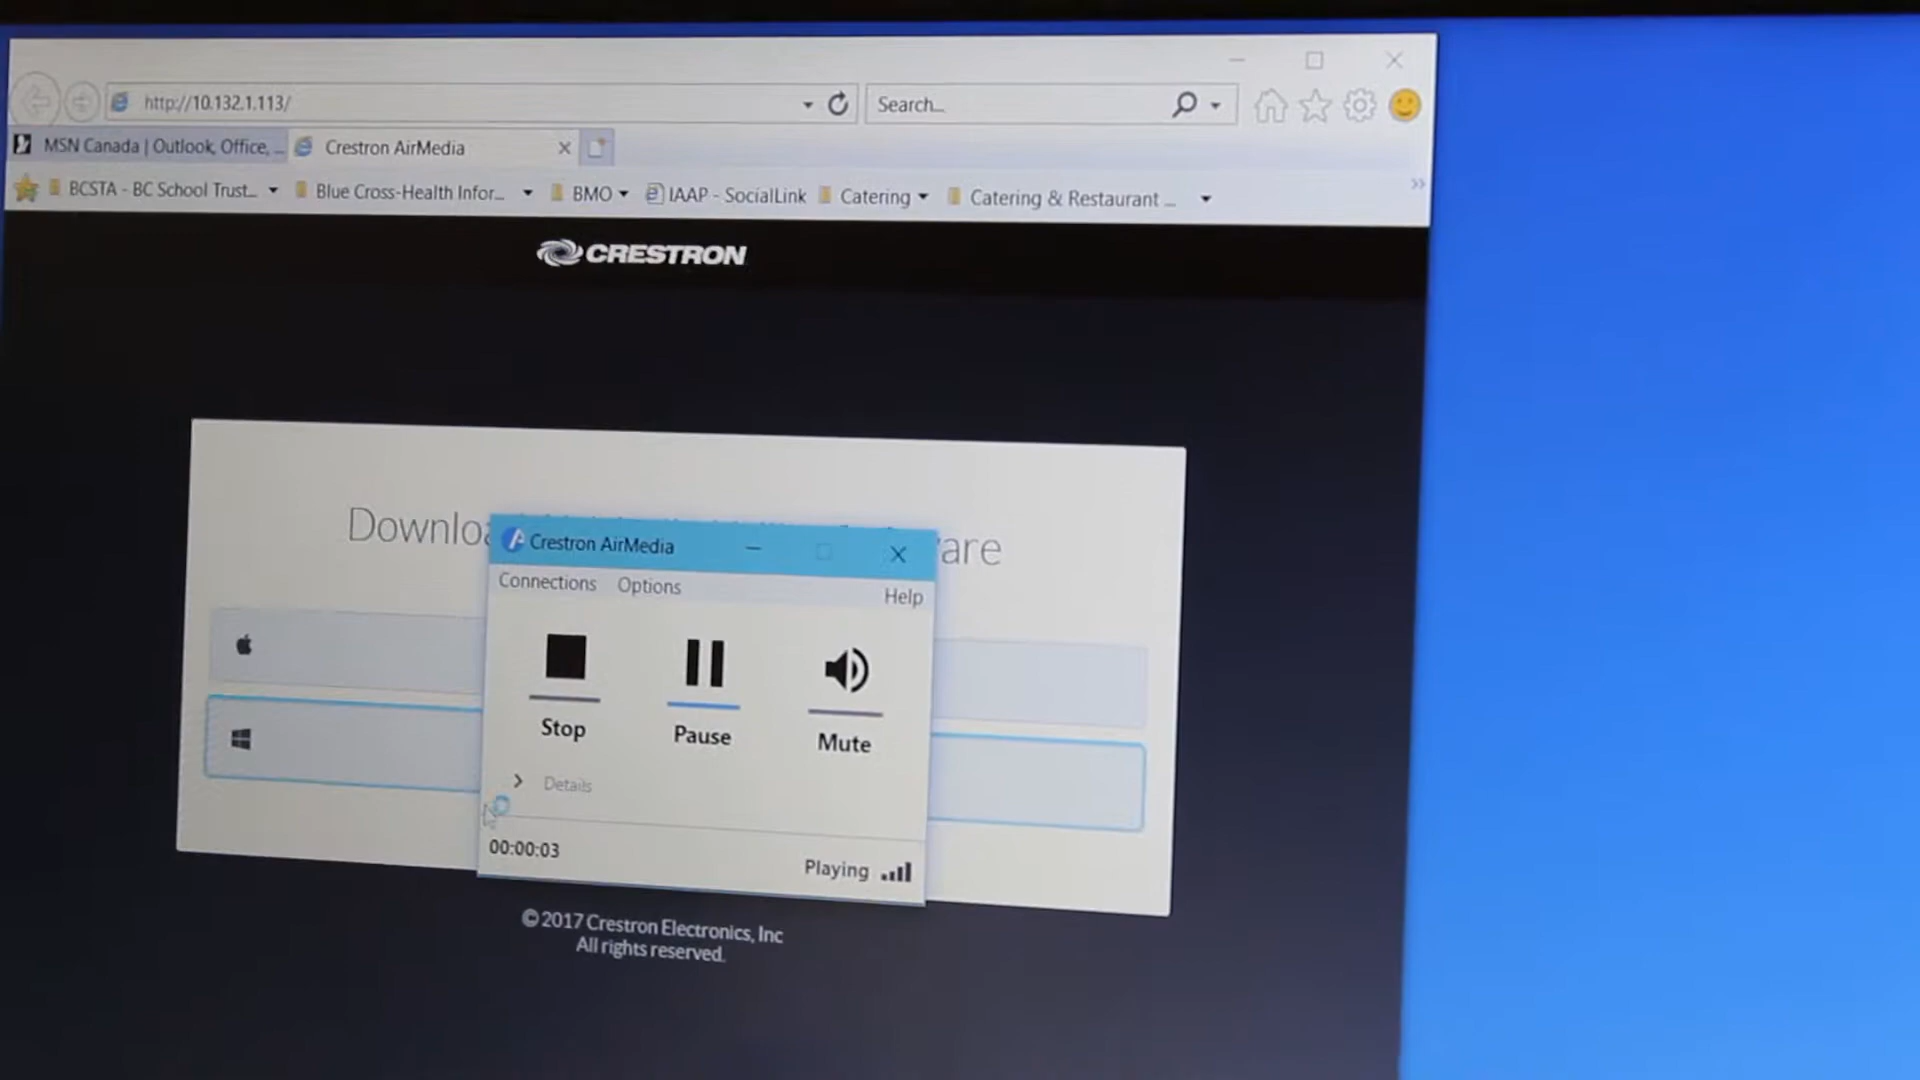 http://10.132.1.113/
Search...
MSN Canada | Outlook, Office, ...
Crestron AirMedia
BCSTA - BC School Trust...
Blue Cross-Health Infor...
BMO
IAAP - SocialLink
Catering
Catering & Restaurant ...
CRESTRON
Downloa
are
Crestron AirMedia
Connections Options Help
Stop Pause Mute
Details
00:00:03
Playing
© 2017 Crestron Electronics, Inc
All rights reserved.